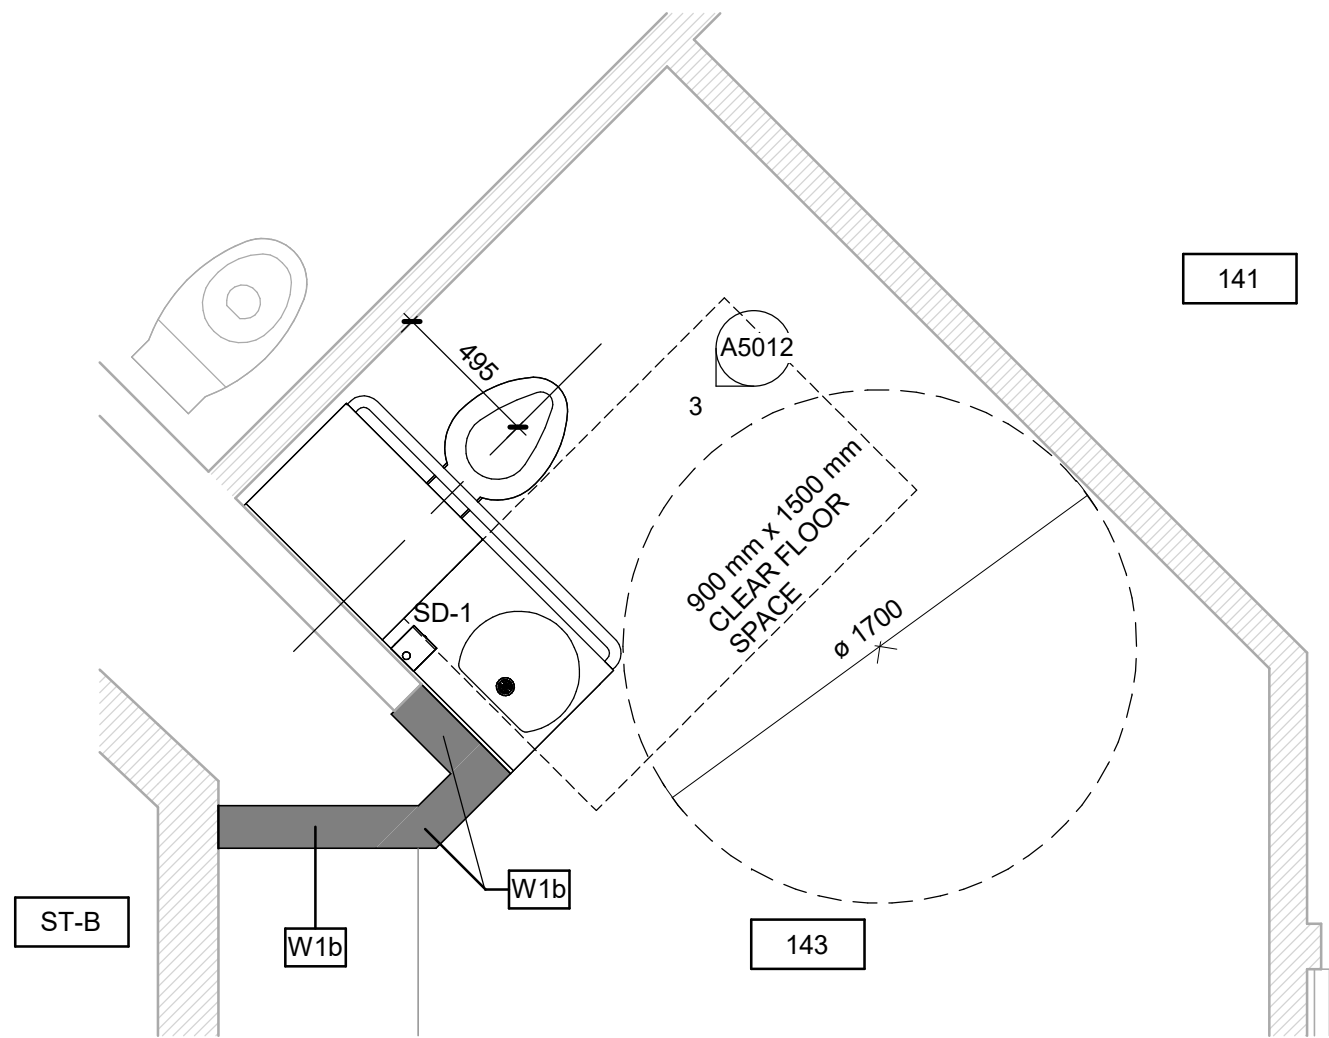 141
A5012
495
3
900 mm x 1500 mm
CLEAR FLOOR
SPACE
SD-1
ø 1700
W1b
ST-B
W1b
143